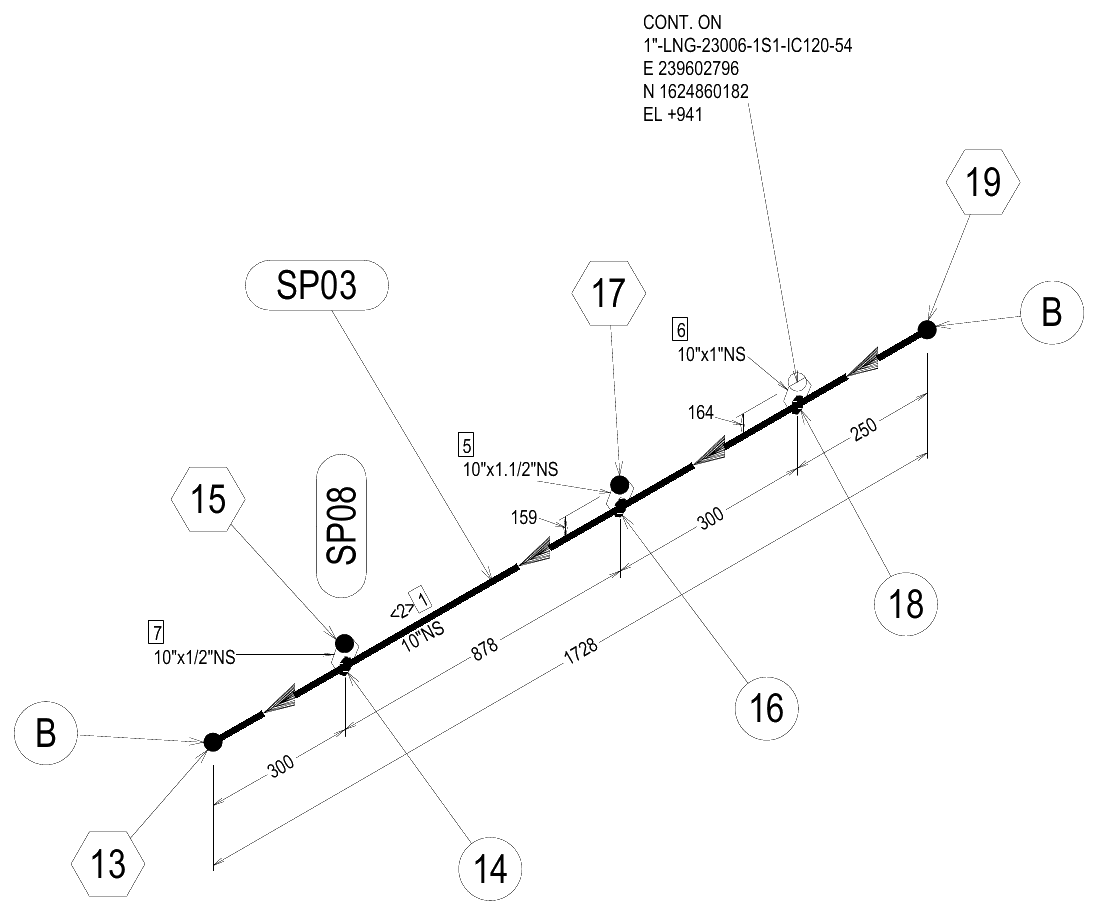 CONT. ON
1"-LNG-23006-1S1-IC120-54
E 239602796
N 1624860182
EL +941
19
SP03
17
B
6
10"x1"NS
164
250
5
10"x1.1/2"NS
15
SP08
159
300
<2> 1
10"NS
18
7
10"x1/2"NS
878
1728
16
B
300
13
14